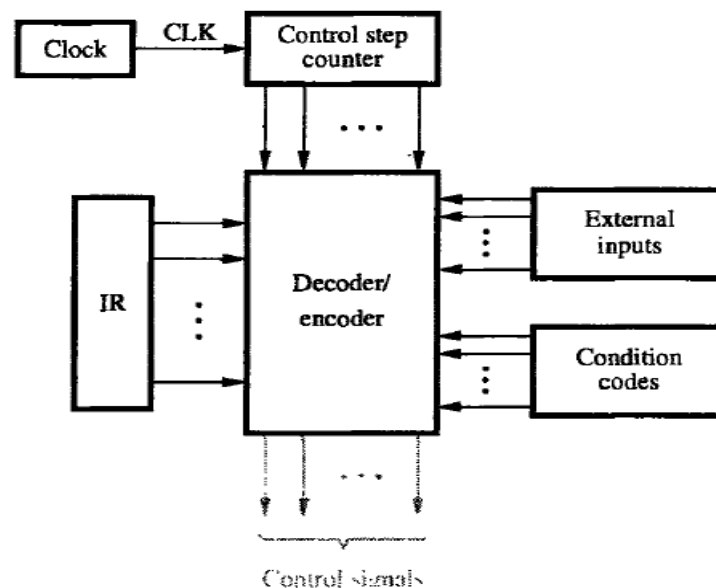 Clock
CLK
Control step
counter
IR
Decoder/
encoder
External
inputs
Condition
codes
Control signals